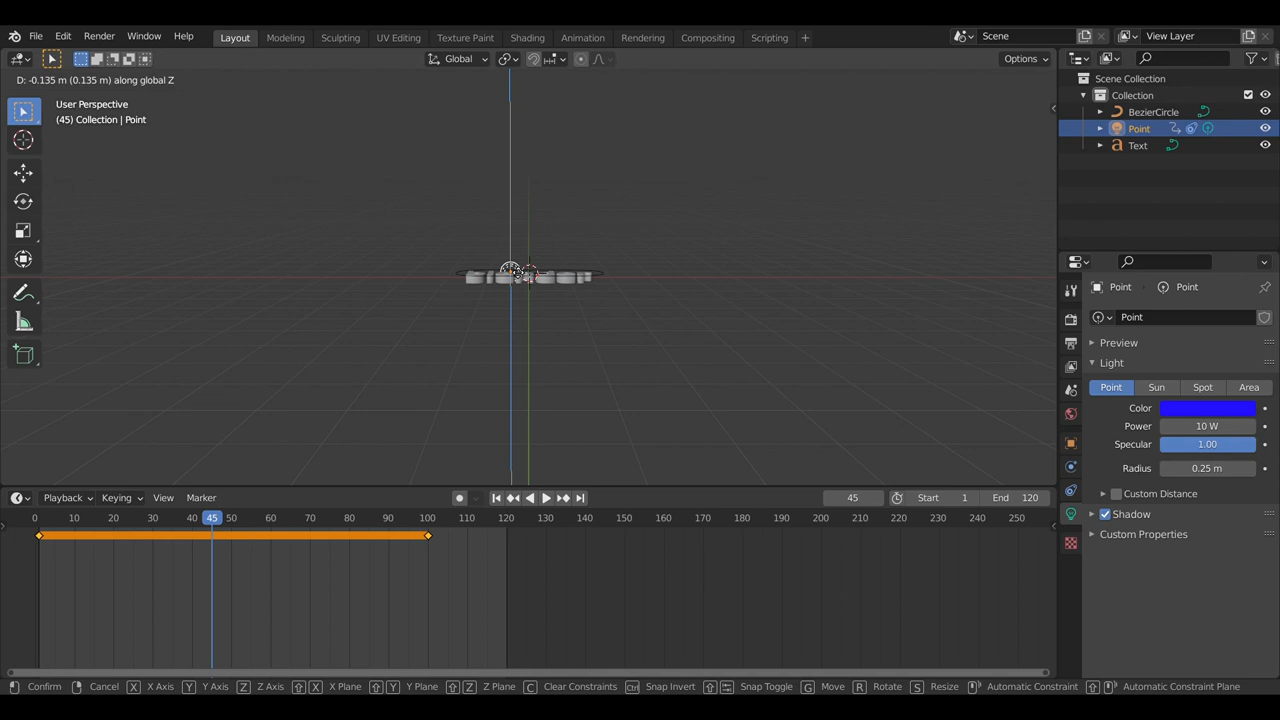 File Edit Render Window Help Layout Modeling Sculpting UV Editing Texture Paint Shading Animation Rendering Compositing Scripting + Scene View Layer
Global Options
D: -0.135 m (0.135 m) along global Z
User Perspective
(45) Collection | Point
Scene Collection
Collection
BezierCircle
Point
Text
Point Point
Point
Preview
Light
Point Sun Spot Area
Color
Power 10 W
Specular 1.00
Radius 0.25 m
Custom Distance
Shadow
Custom Properties
Playback Keying View Marker 45 Start 1 End 120
0 10 20 30 40 45 50 60 70 80 90 100 110 120 130 140 150 160 170 180 190 200 210 220 230 240 250
Confirm Cancel X X Axis Y Y Axis Z Z Axis X X Plane Y Y Plane Z Z Plane C Clear Constraints Ctrl Snap Invert Snap Toggle G Move R Rotate S Resize Automatic Constraint Automatic Constraint Plane